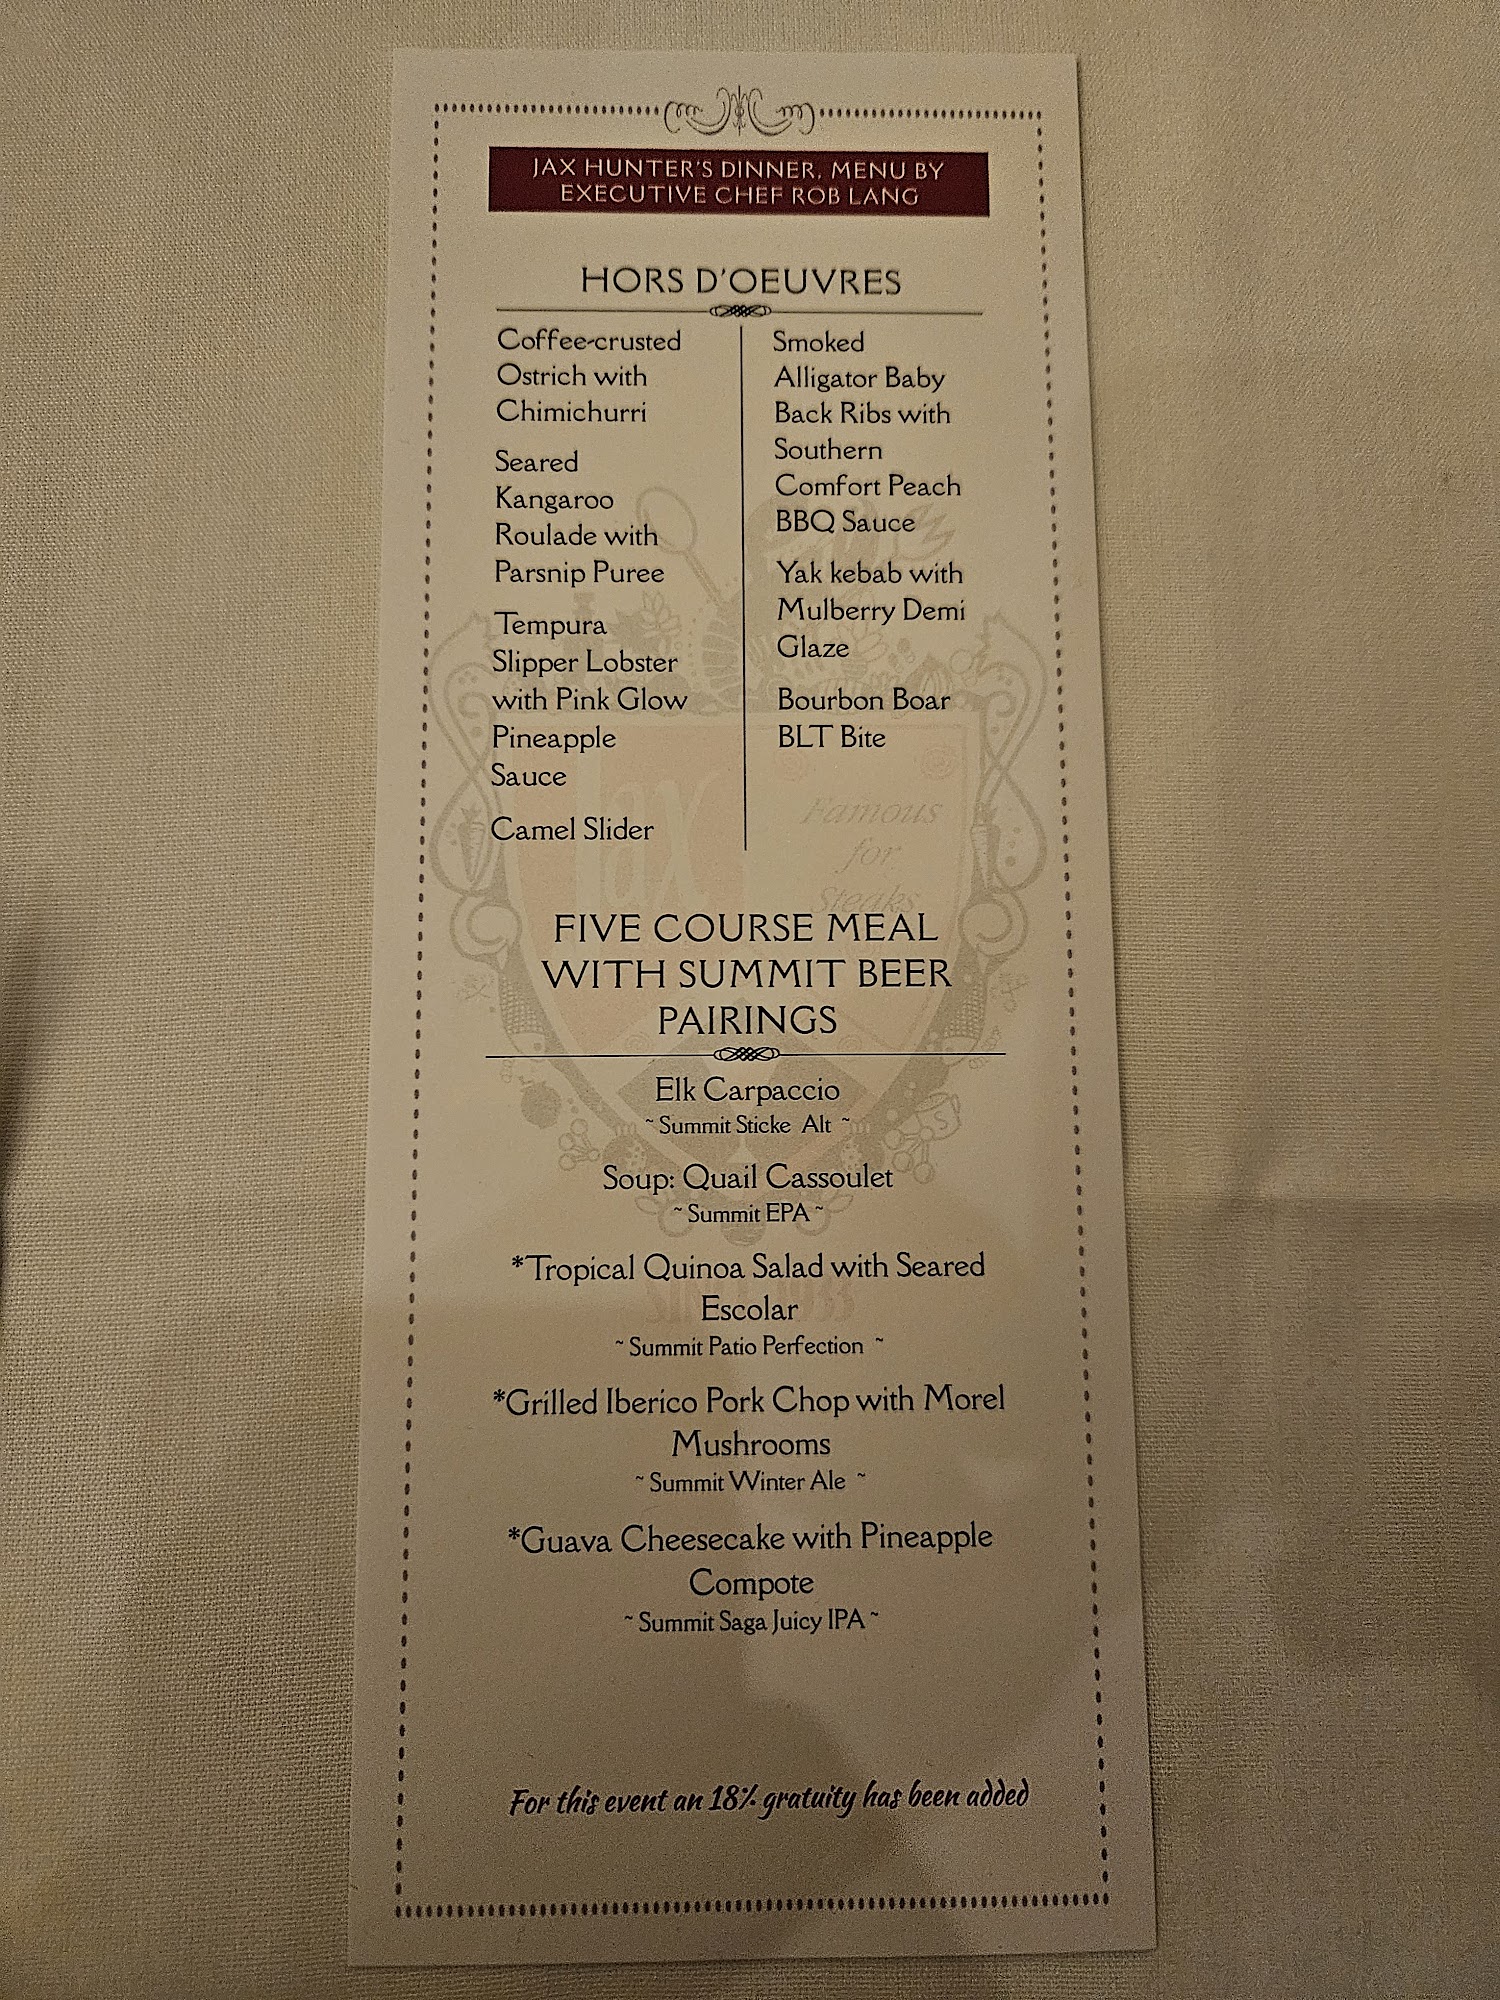 JAX HUNTER'S DINNER, MENU BY
EXECUTIVE CHEF ROB LANG
HORS D'OEUVRES
Coffee-crusted
Ostrich with
Chimichurri
Seared
Kangaroo
Roulade with
Parsnip Puree
Tempura
Slipper Lobster
with Pink Glow
Pineapple
Sauce
Camel Slider
Smoked
Alligator Baby
Back Ribs with
Southern
Comfort Peach
BBQ Sauce
Yak kebab with
Mulberry Demi
Glaze
Bourbon Boar
BLT Bite
Jax
Famous
for
Steaks
FIVE COURSE MEAL
WITH SUMMIT BEER
PAIRINGS
Elk Carpaccio
~ Summit Sticke Alt ~
Soup: Quail Cassoulet
~ Summit EPA ~
*Tropical Quinoa Salad with Seared
Escolar
~ Summit Patio Perfection ~
*Grilled Iberico Pork Chop with Morel
Mushrooms
~ Summit Winter Ale ~
*Guava Cheesecake with Pineapple
Compote
~ Summit Saga Juicy IPA ~
For this event an 18% gratuity has been added